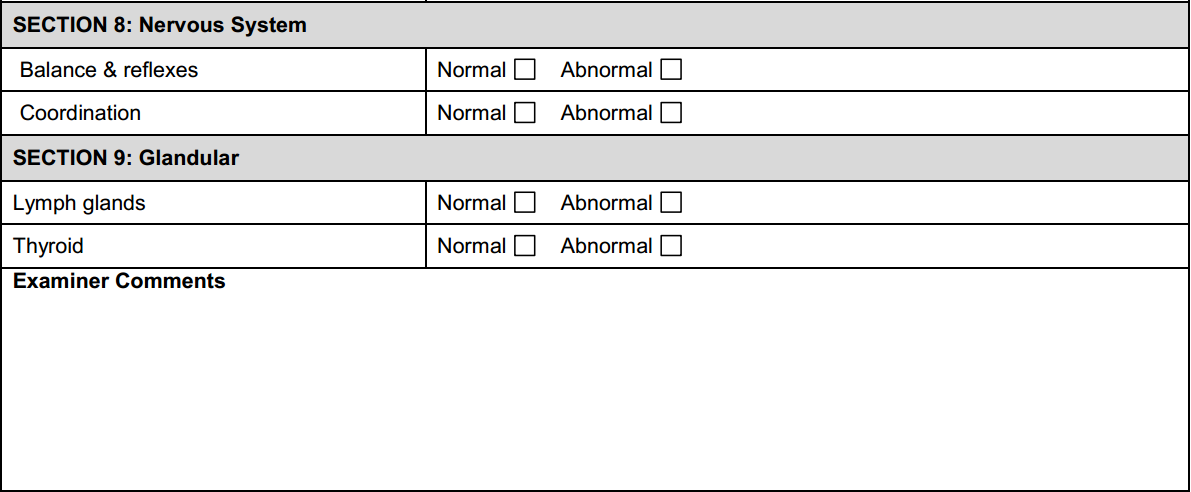 SECTION 8: Nervous System
Balance & reflexes Normal ☐ Abnormal ☐
Coordination Normal ☐ Abnormal ☐
SECTION 9: Glandular
Lymph glands Normal ☐ Abnormal ☐
Thyroid Normal ☐ Abnormal ☐
Examiner Comments